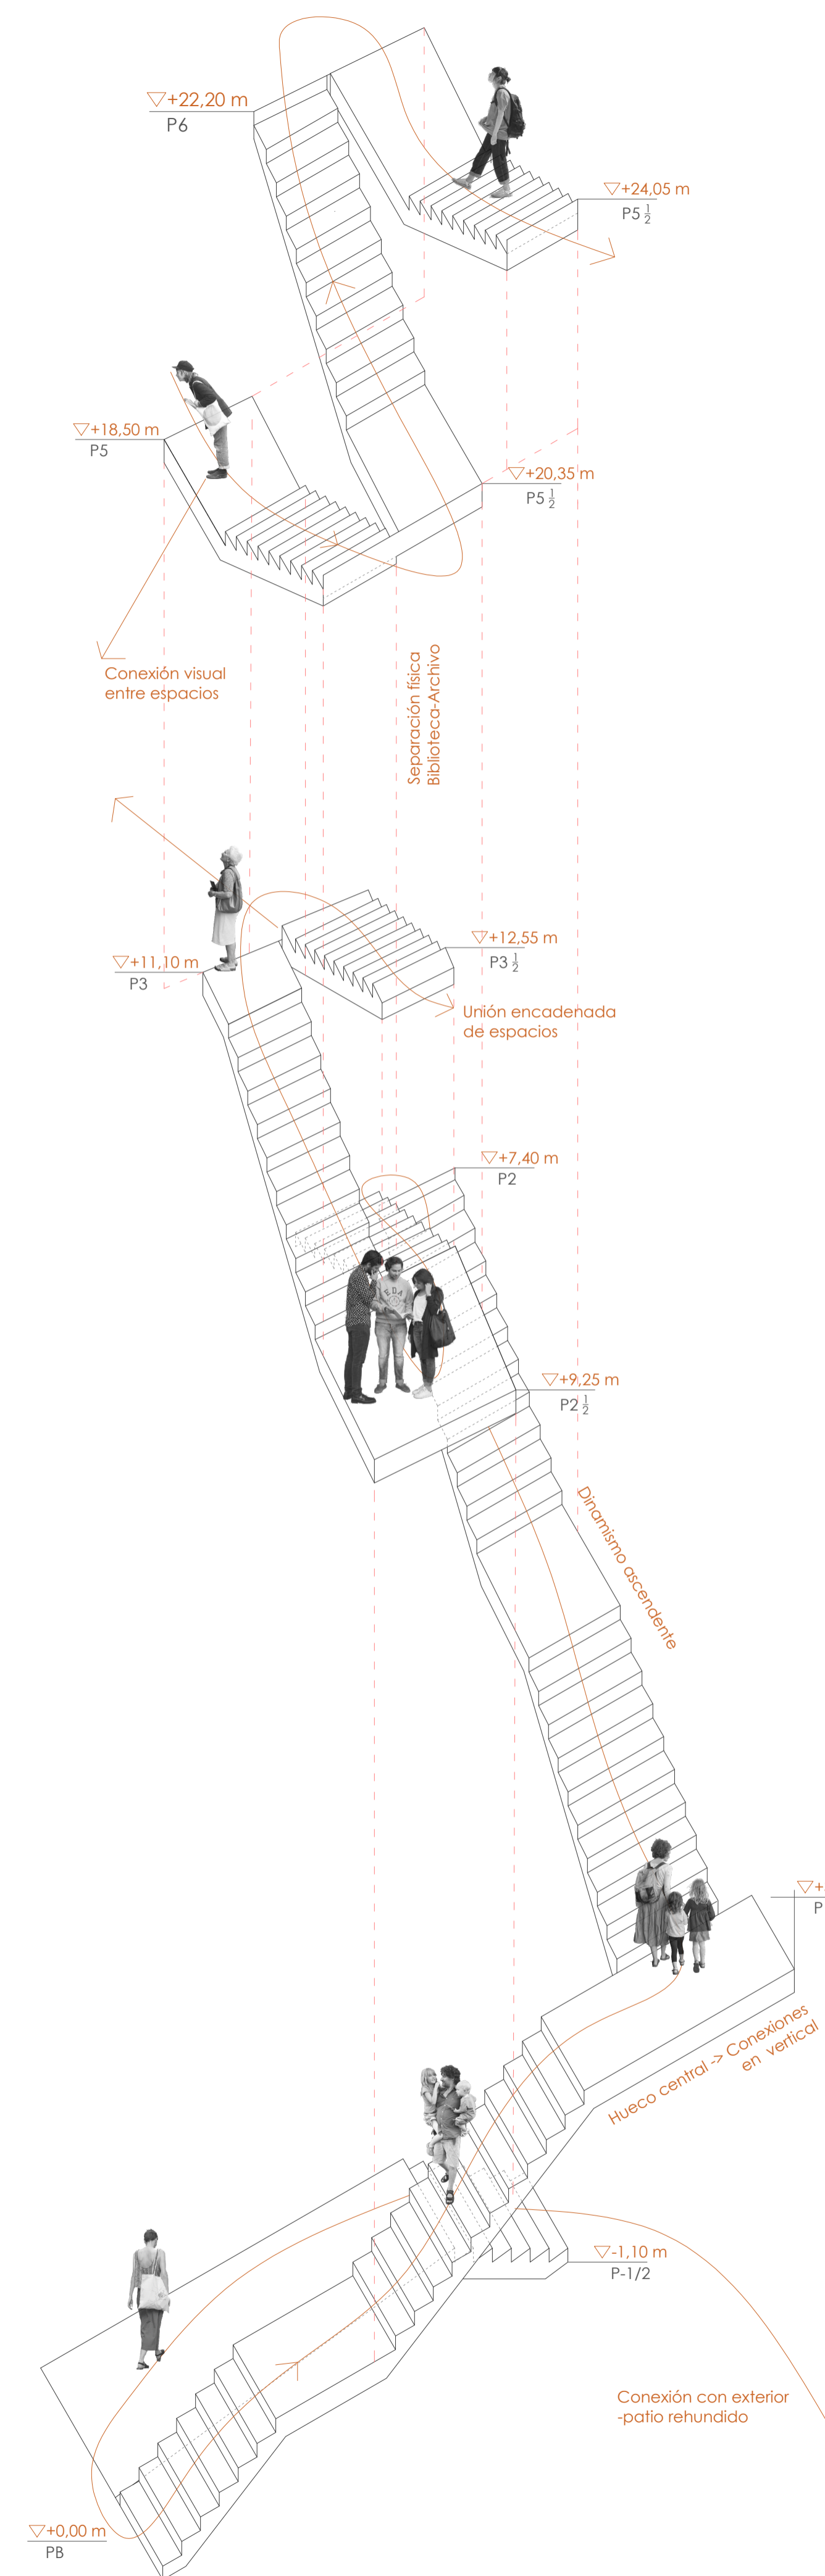 ▽+22,20 m
P6
▽+24,05 m
P5 1/2
▽+18,50 m
P5
▽+20,35 m
P5 1/2
Conexión visual
entre espacios
Separación física
Biblioteca-Archivo
▽+12,55 m
P3 1/2
▽+11,10 m
P3
Unión encadenada
de espacios
▽+7,40 m
P2
▽+9,25 m
P2 1/2
EDA
Dinamismo ascendente
▽+
P
Hueco central -> Conexiones
en vertical
▽-1,10 m
P-1/2
Conexión con exterior
-patio rehundido
▽+0,00 m
PB